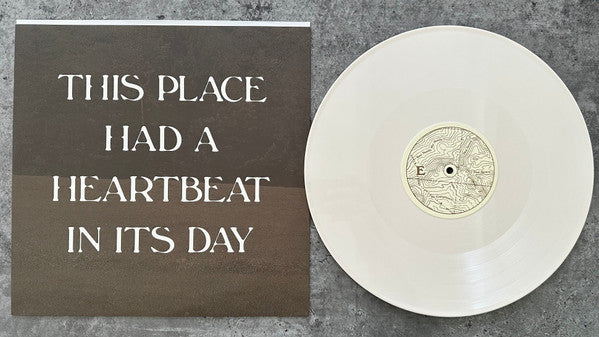 THIS PLACE
HAD A
HEARTBEAT
IN ITS DAY
E